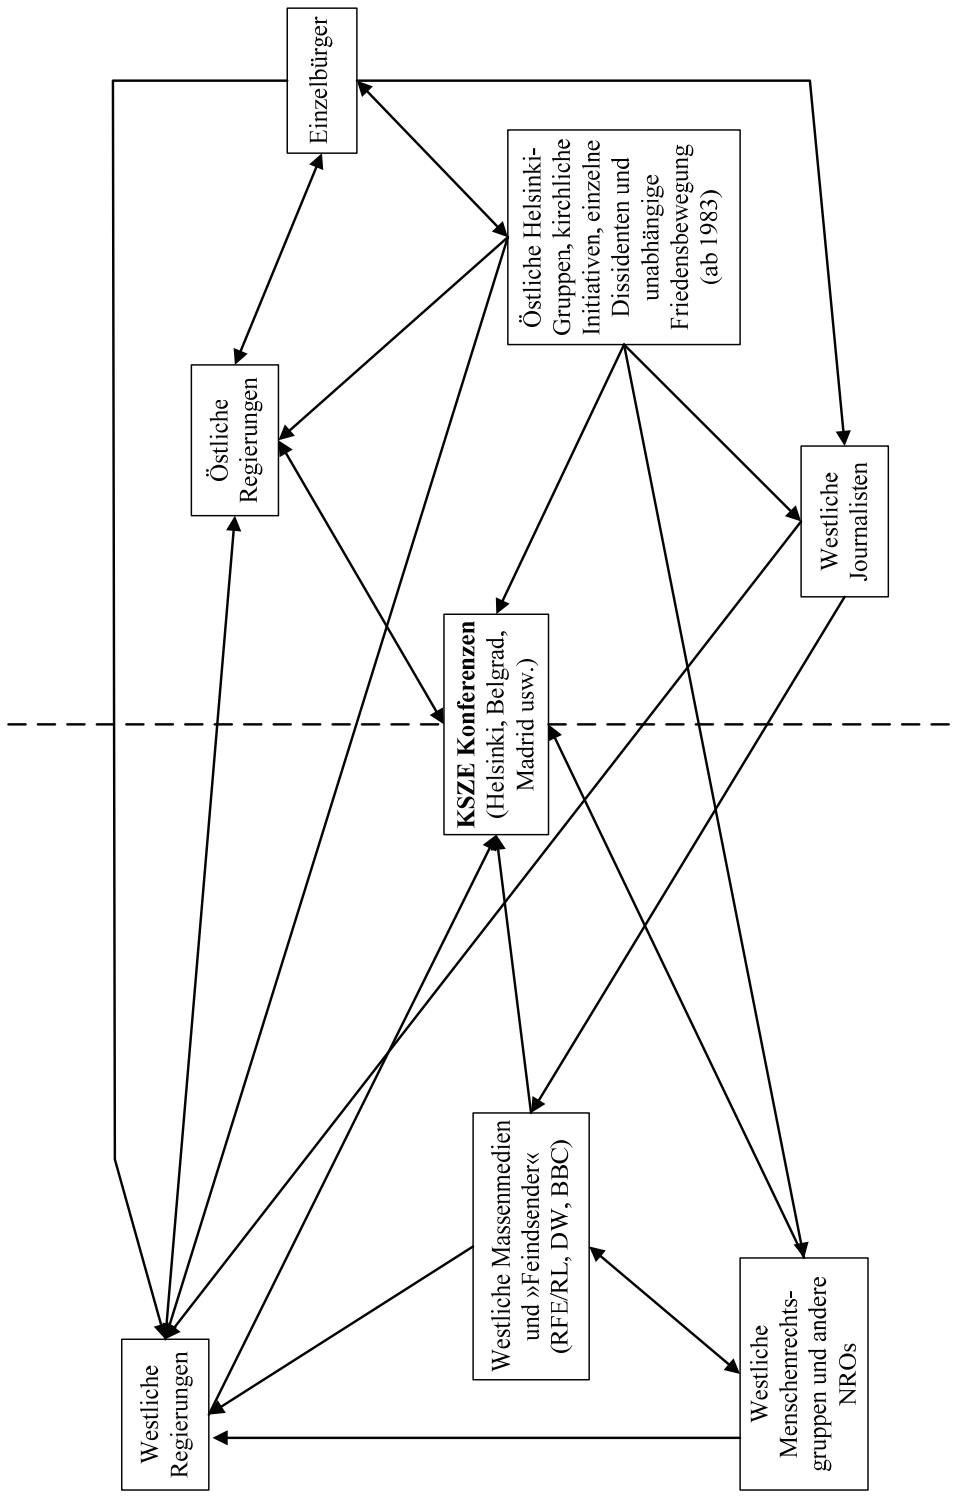 Westliche
Regierungen
Östliche
Regierungen
Einzelbürger
KSZE Konferenzen
(Helsinki, Belgrad,
Madrid usw.)
Westliche Massenmedien
und »Feindsender«
(RFE/RL, DW, BBC)
Östliche Helsinki-
Gruppen, kirchliche
Initiativen, einzelne
Dissidenten und
unabhängige
Friedensbewegung
(ab 1983)
Westliche
Menschenrechts-
gruppen und andere
NROs
Westliche
Journalisten